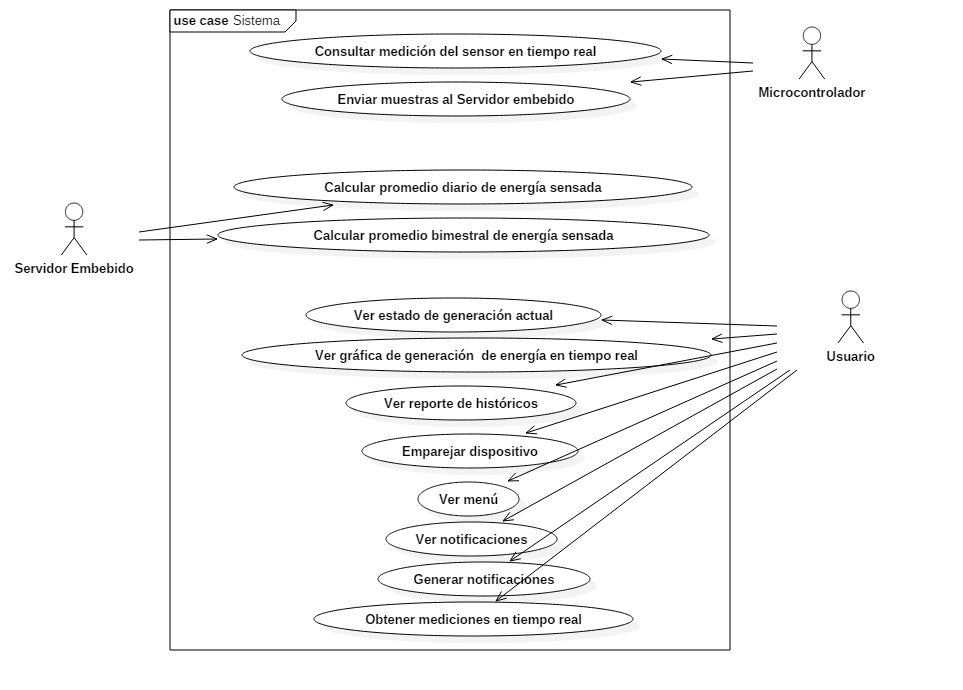 use case Sistema
Consultar medición del sensor en tiempo real
Enviar muestras al Servidor embebido
Microcontrolador
Calcular promedio diario de energía sensada
Calcular promedio bimestral de energía sensada
Servidor Embebido
Ver estado de generación actual
Ver gráfica de generación  de energía en tiempo real
Usuario
Ver reporte de históricos
Emparejar dispositivo
Ver menú
Ver notificaciones
Generar notificaciones
Obtener mediciones en tiempo real